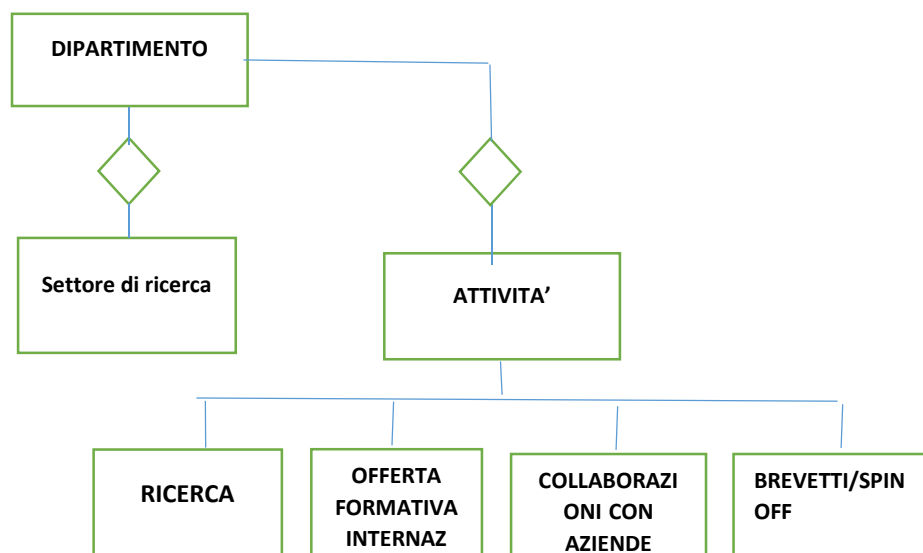 DIPARTIMENTO
Settore di ricerca
ATTIVITA’
RICERCA
OFFERTA
FORMATIVA
INTERNAZ
COLLABORAZI
ONI CON
AZIENDE
BREVETTI/SPIN
OFF